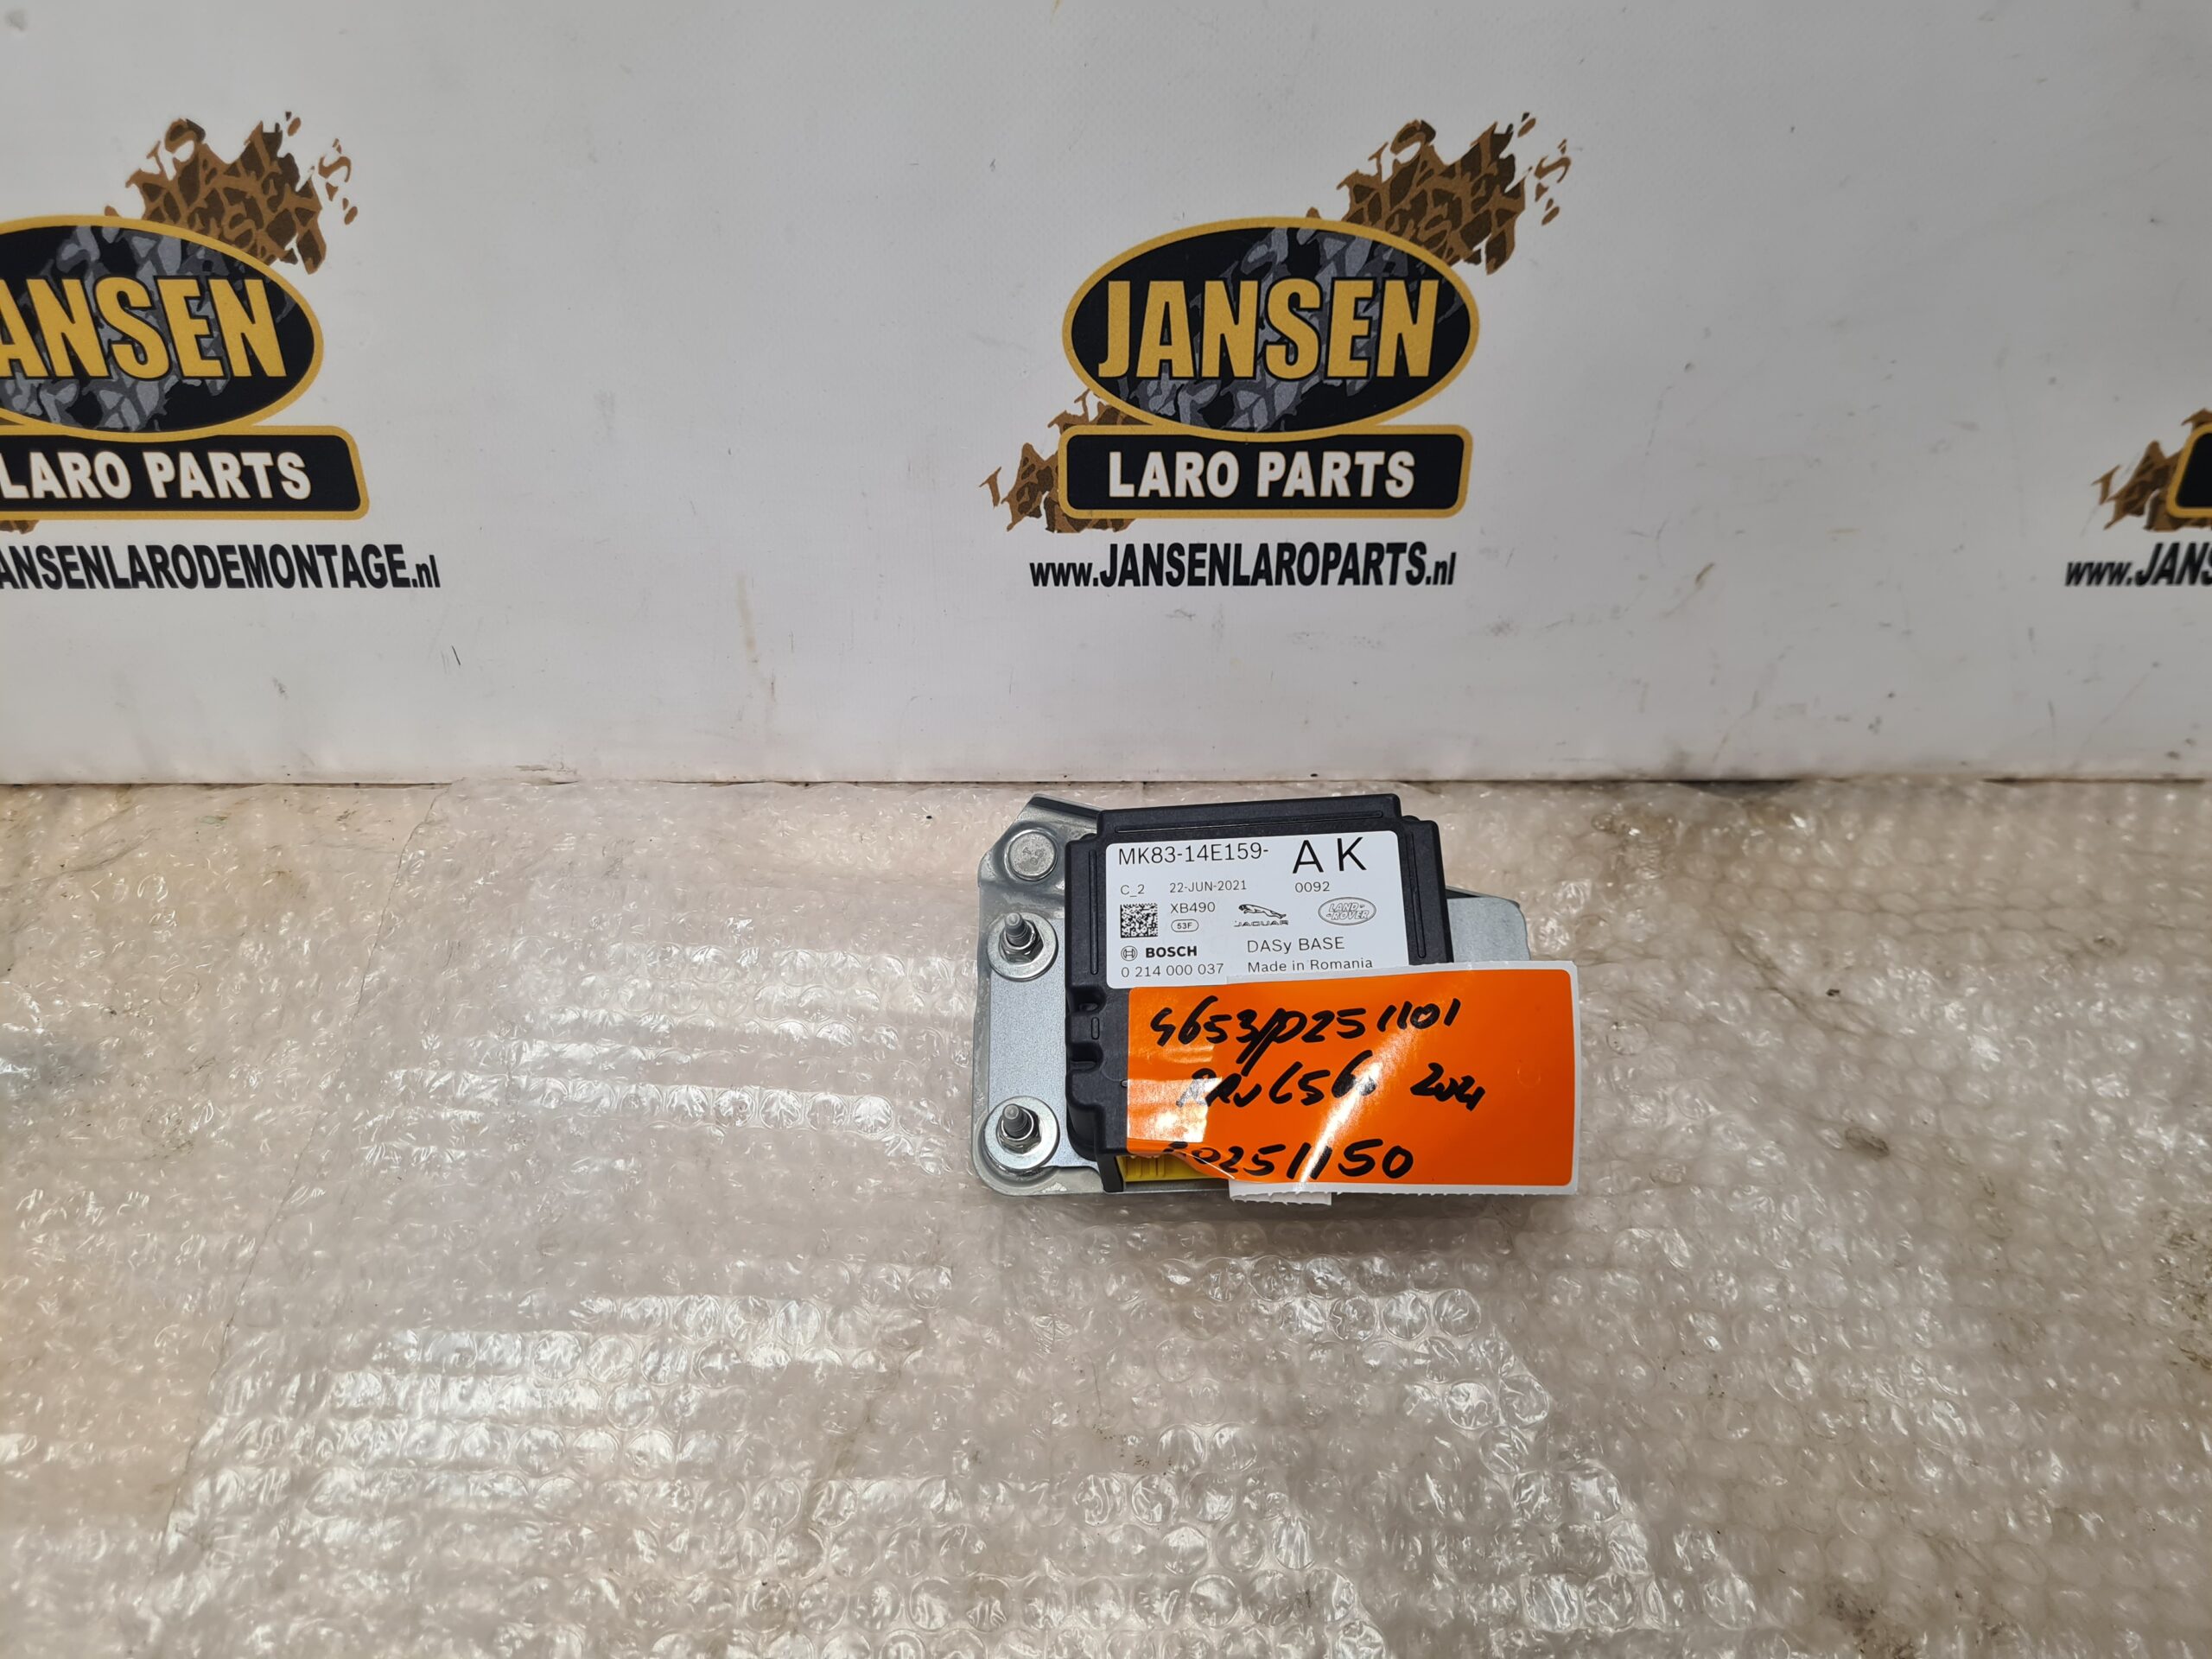 ANSEN
LARO PARTS
ANSENLARODEMONTAGE.nl
JANSEN
LARO PARTS
www.JANSENLAROPARTS.nl
www.JANS
MK83-14E159- AK
C_2 22-JUN-2021 0092
XB490 JAGUAR LAND ROVER
53F
BOSCH DASy BASE
0 214 000 037 Made in Romania
4653/P251101
L560
0251150